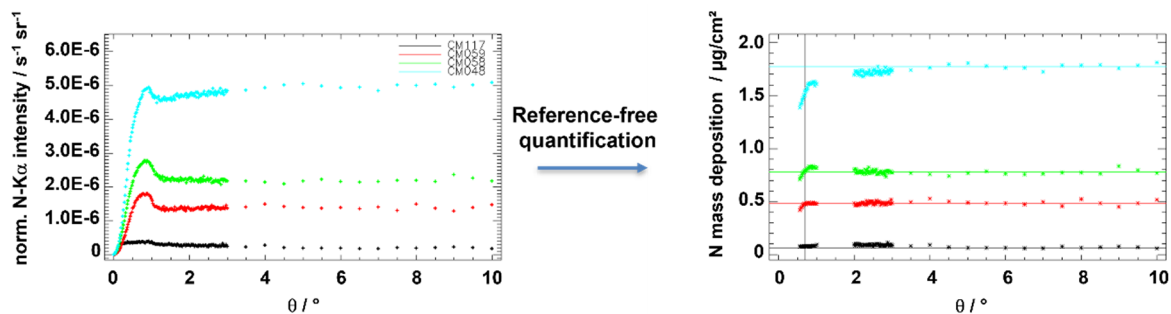 norm. N-Kα intensity / s⁻¹ sr⁻¹
6.0E-6
5.0E-6
4.0E-6
3.0E-6
2.0E-6
1.0E-6
0
CM117
CM059
CM058
CM048
0 2 4 6 8 10
θ / °
Reference-free
quantification
N mass deposition / µg/cm²
2.0
1.5
1.0
0.5
0
0 2 4 6 8 10
θ / °